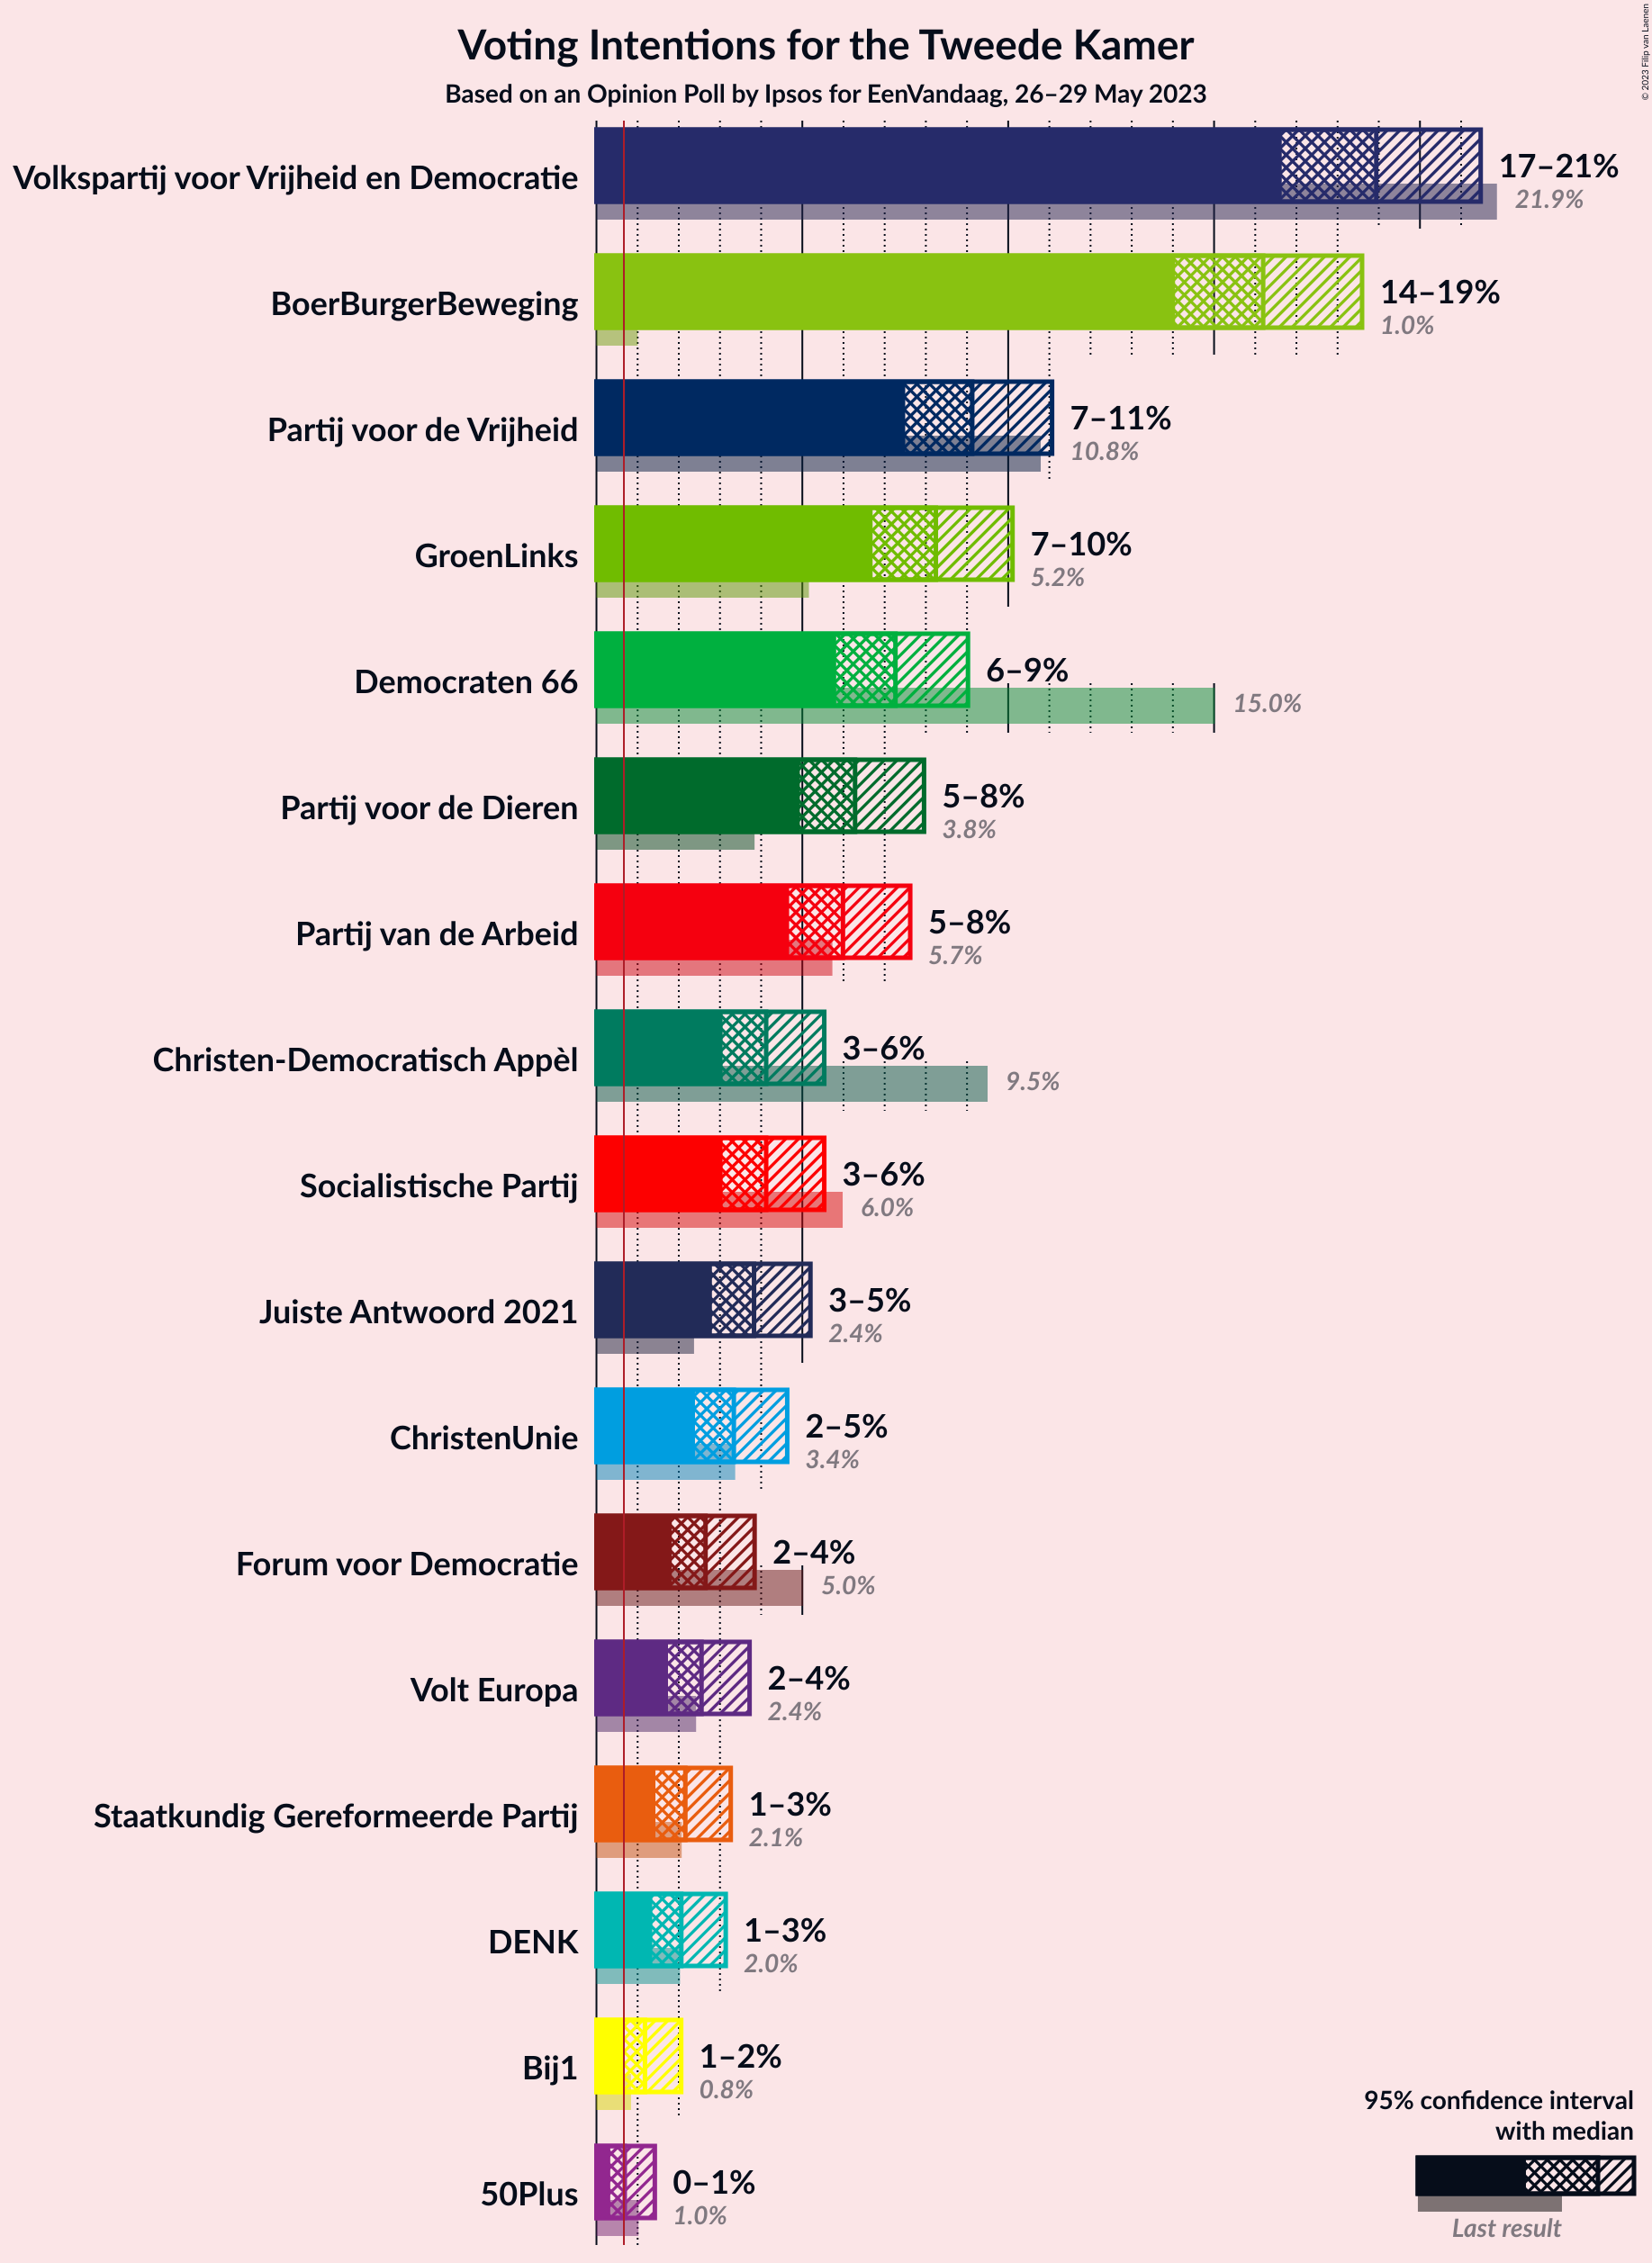 Voting Intentions for the Tweede Kamer
Based on an Opinion Poll by Ipsos for EenVandaag, 26–29 May 2023
© 2023 Filip van Laenen
Volkspartij voor Vrijheid en Democratie
17–21%
21.9%
BoerBurgerBeweging
14–19%
1.0%
Partij voor de Vrijheid
7–11%
10.8%
GroenLinks
7–10%
5.2%
Democraten 66
6–9%
15.0%
Partij voor de Dieren
5–8%
3.8%
Partij van de Arbeid
5–8%
5.7%
Christen-Democratisch Appèl
3–6%
9.5%
Socialistische Partij
3–6%
6.0%
Juiste Antwoord 2021
3–5%
2.4%
ChristenUnie
2–5%
3.4%
Forum voor Democratie
2–4%
5.0%
Volt Europa
2–4%
2.4%
Staatkundig Gereformeerde Partij
1–3%
2.1%
DENK
1–3%
2.0%
Bij1
1–2%
0.8%
50Plus
0–1%
1.0%
95% confidence interval
with median
Last result